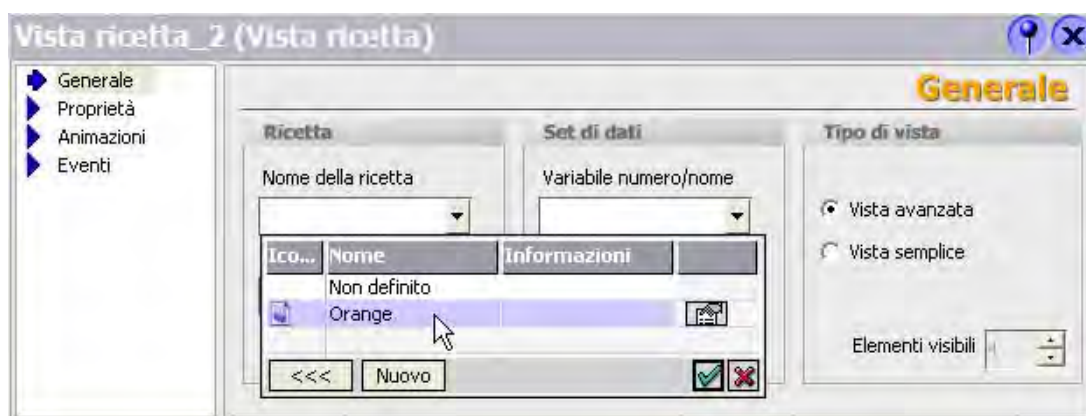 Vista ricetta_2 (Vista ricetta)
Generale
Proprietà
Animazioni
Eventi
Generale
Ricetta
Nome della ricetta
Set di dati
Variabile numero/nome
Tipo di vista
Vista avanzata
Vista semplice
Elementi visibili
Ico... Nome Informazioni
Non definito
Orange
<<< Nuovo